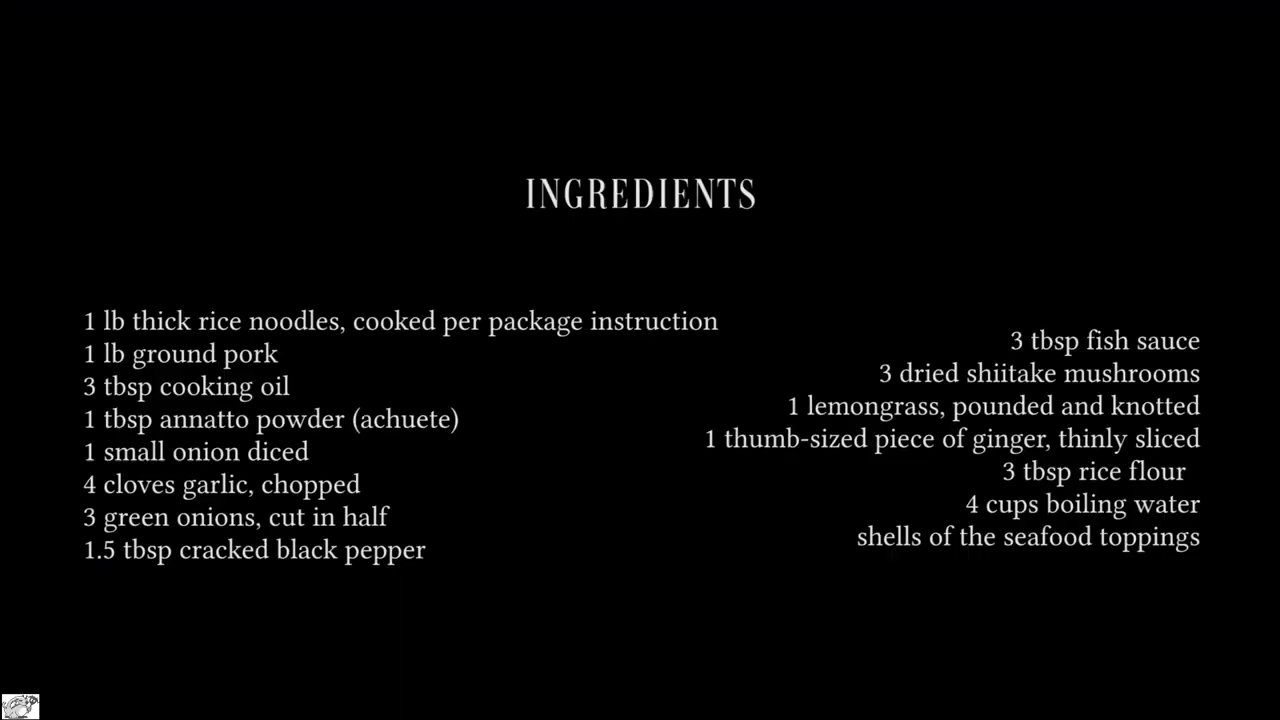 INGREDIENTS
1 lb thick rice noodles, cooked per package instruction
1 lb ground pork
3 tbsp cooking oil
1 tbsp annatto powder (achuete)
1 small onion diced
4 cloves garlic, chopped
3 green onions, cut in half
1.5 tbsp cracked black pepper
3 tbsp fish sauce
3 dried shiitake mushrooms
1 lemongrass, pounded and knotted
1 thumb-sized piece of ginger, thinly sliced
3 tbsp rice flour
4 cups boiling water
shells of the seafood toppings